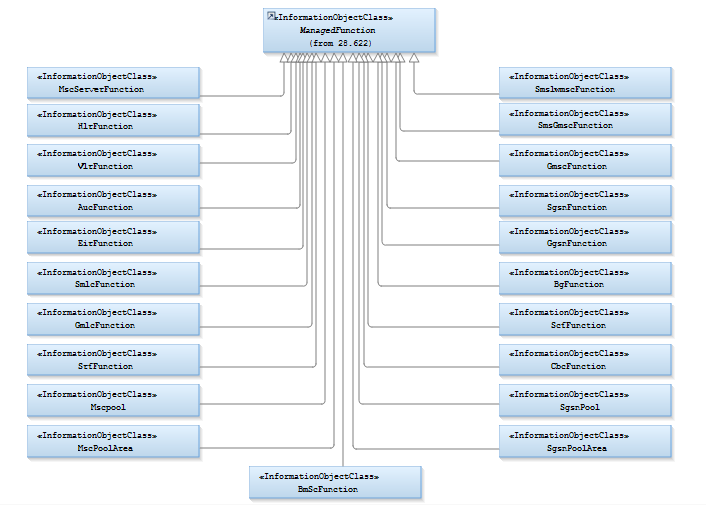 «InformationObjectClass»
ManagedFunction
(from 28.622)
«InformationObjectClass»
MscServerFunction
«InformationObjectClass»
HlrFunction
«InformationObjectClass»
VlrFunction
«InformationObjectClass»
AucFunction
«InformationObjectClass»
EirFunction
«InformationObjectClass»
SmlcFunction
«InformationObjectClass»
GmlcFunction
«InformationObjectClass»
SrfFunction
«InformationObjectClass»
Mscpool
«InformationObjectClass»
MscPoolArea
«InformationObjectClass»
SmsIwmscFunction
«InformationObjectClass»
SmsGmscFunction
«InformationObjectClass»
GmscFunction
«InformationObjectClass»
SgsnFunction
«InformationObjectClass»
GgsnFunction
«InformationObjectClass»
BgFunction
«InformationObjectClass»
ScfFunction
«InformationObjectClass»
CbcFunction
«InformationObjectClass»
SgsnPool
«InformationObjectClass»
SgsnPoolArea
«InformationObjectClass»
BmScFunction